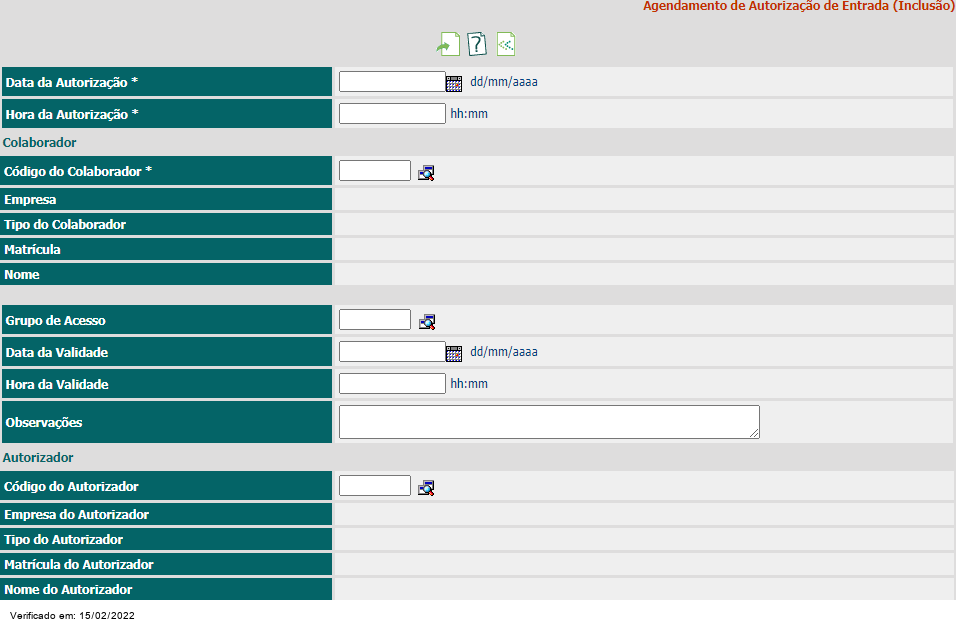 Agendamento de Autorização de Entrada (Inclusão)
Data da Autorização * dd/mm/aaaa
Hora da Autorização * hh:mm
Colaborador
Código do Colaborador *
Empresa
Tipo do Colaborador
Matrícula
Nome
Grupo de Acesso
Data da Validade dd/mm/aaaa
Hora da Validade hh:mm
Observações
Autorizador
Código do Autorizador
Empresa do Autorizador
Tipo do Autorizador
Matrícula do Autorizador
Nome do Autorizador
Verificado em: 15/02/2022